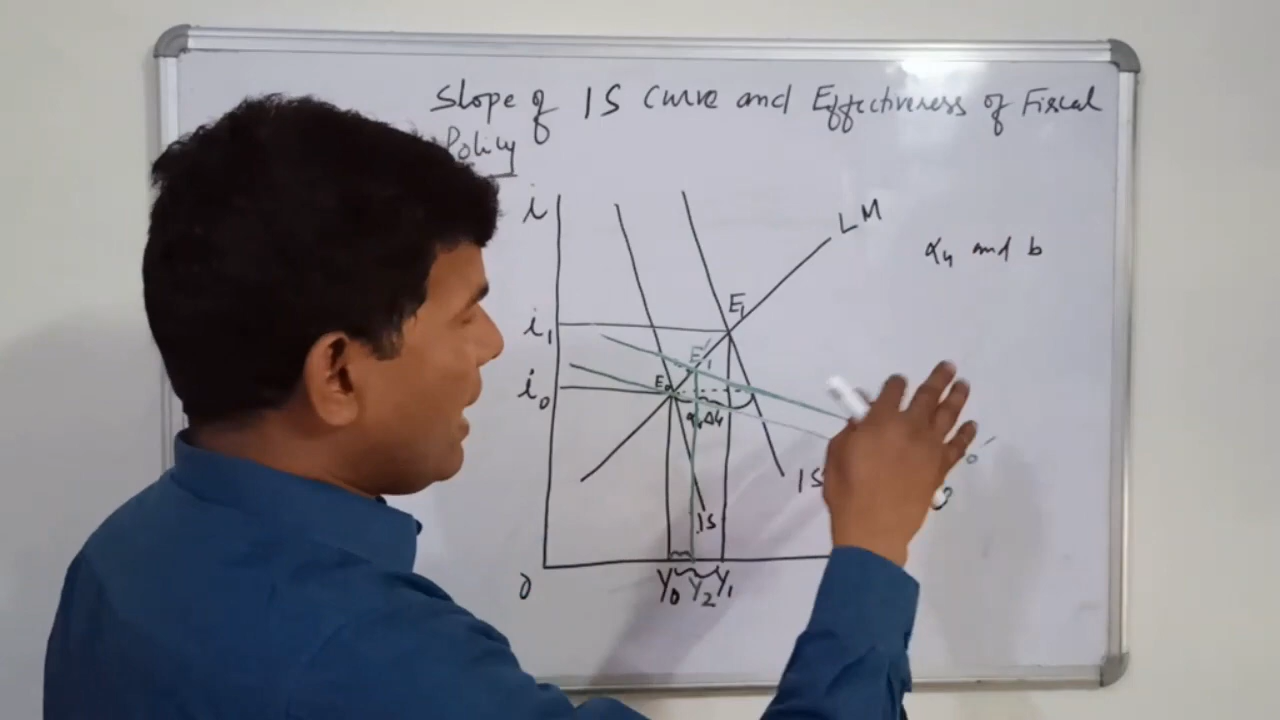 Slope of IS Curve and Effectiveness of Fiscal
Policy
i
LM
α₄ and b
E₁
i₁
E₁'
E₀
i₀
IS
IS
0
Y₀ Y₂ Y₁